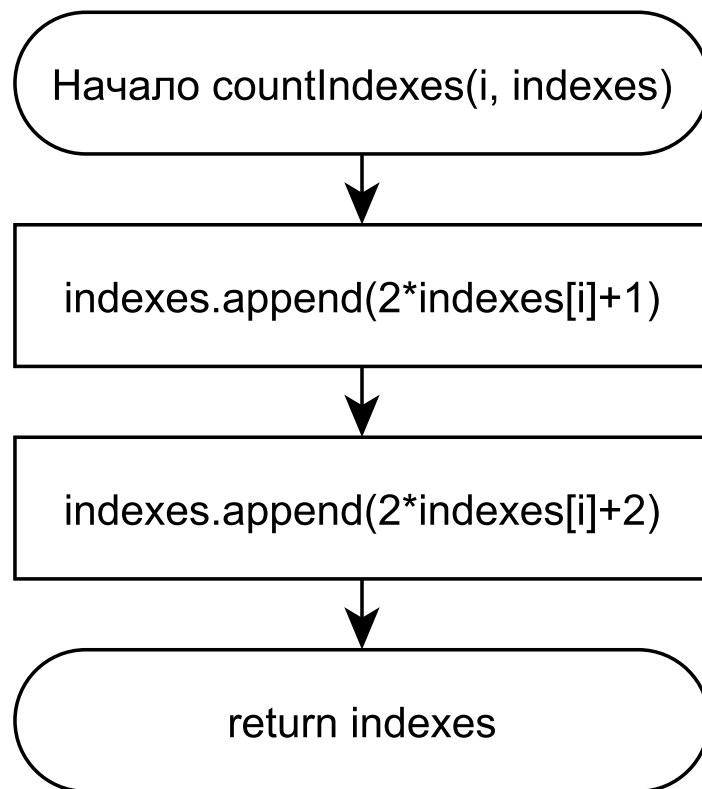 Начало countIndexes(i, indexes)
indexes.append(2*indexes[i]+1)
indexes.append(2*indexes[i]+2)
return indexes